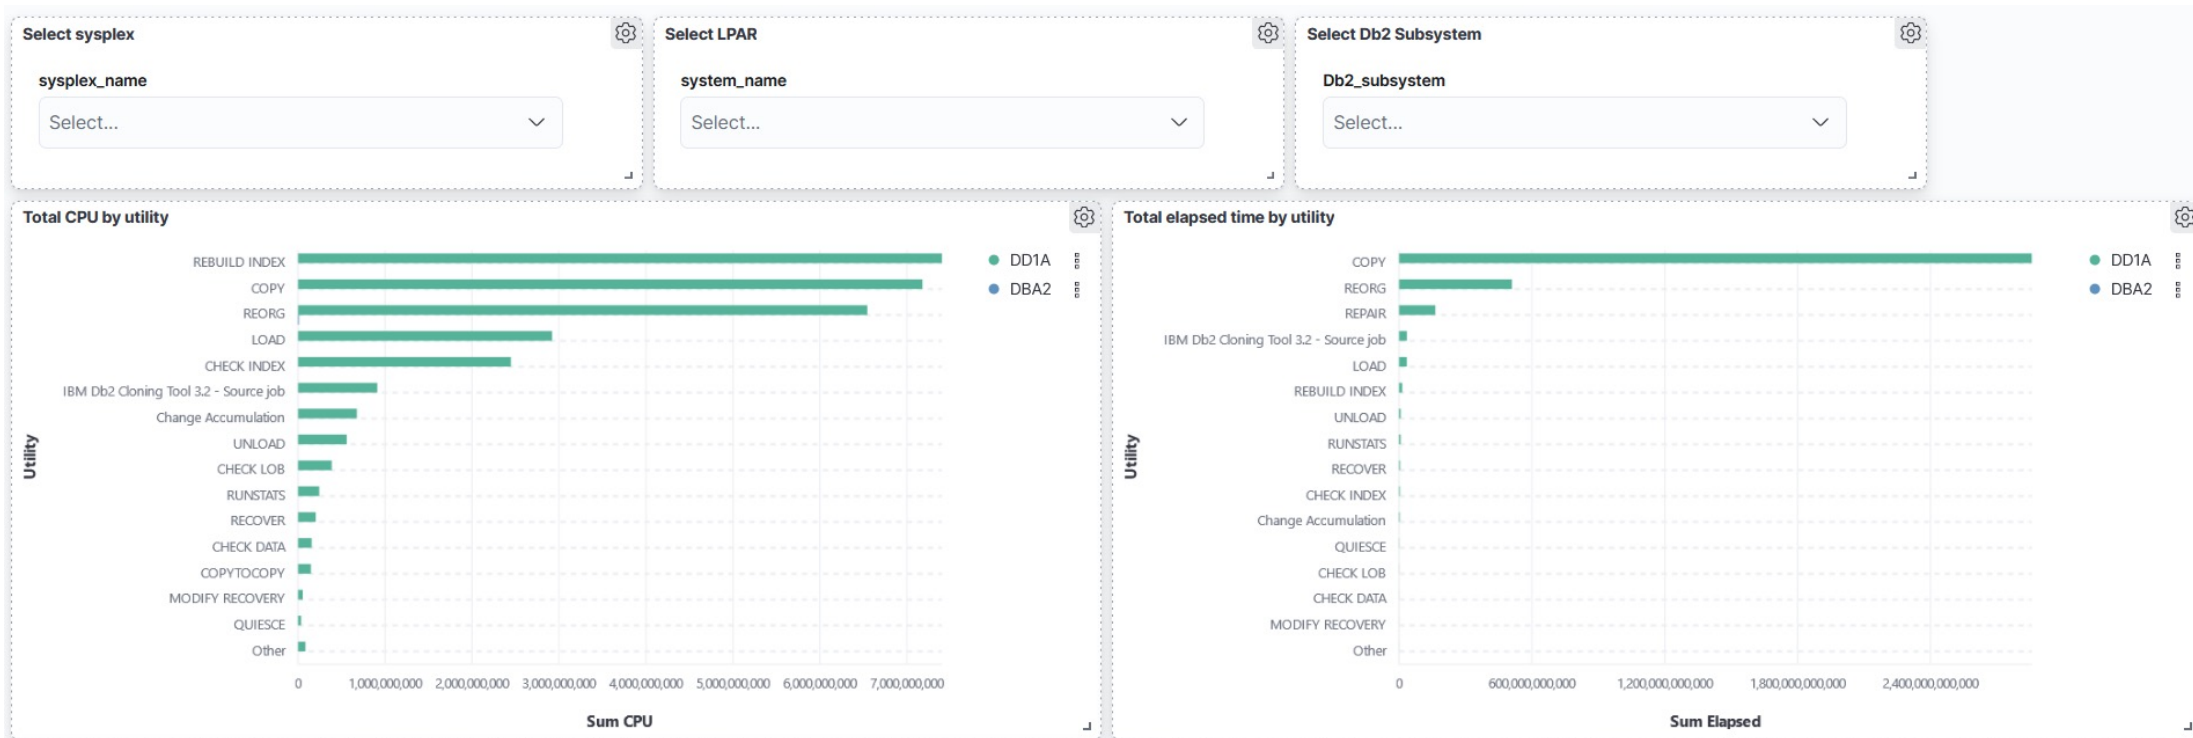 Select sysplex
sysplex_name
Select...
Select LPAR
system_name
Select...
Select Db2 Subsystem
Db2_subsystem
Select...
Total CPU by utility
Utility
REBUILD INDEX
COPY
REORG
LOAD
CHECK INDEX
IBM Db2 Cloning Tool 3.2 - Source job
Change Accumulation
UNLOAD
CHECK LOB
RUNSTATS
RECOVER
CHECK DATA
COPYTOCOPY
MODIFY RECOVERY
QUIESCE
Other
0 1,000,000,000 2,000,000,000 3,000,000,000 4,000,000,000 5,000,000,000 6,000,000,000 7,000,000,000
Sum CPU
DD1A
DBA2
Total elapsed time by utility
Utility
COPY
REORG
REPAIR
IBM Db2 Cloning Tool 3.2 - Source job
LOAD
REBUILD INDEX
UNLOAD
RUNSTATS
RECOVER
CHECK INDEX
Change Accumulation
QUIESCE
CHECK LOB
CHECK DATA
MODIFY RECOVERY
Other
0 600,000,000,000 1,200,000,000,000 1,800,000,000,000 2,400,000,000,000
Sum Elapsed
DD1A
DBA2